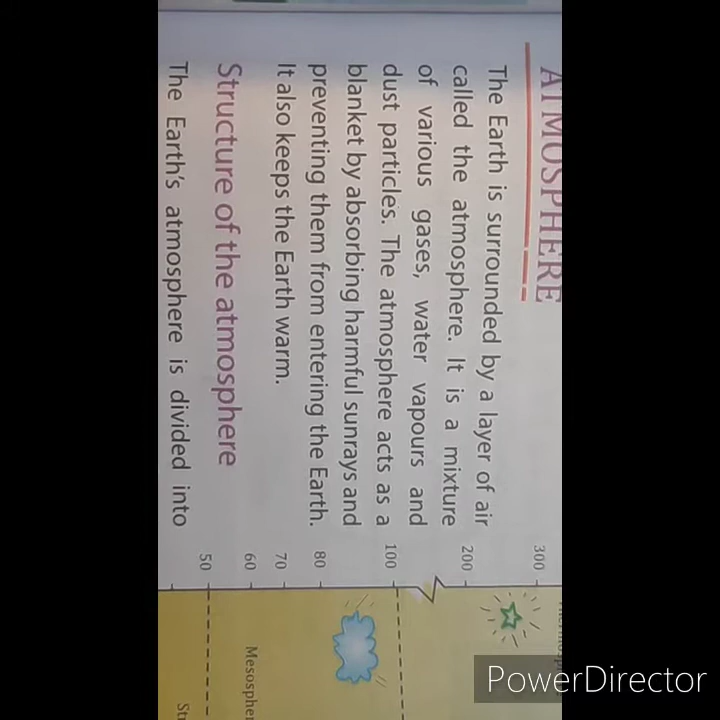 ATMOSPHERE
The Earth is surrounded by a layer of air
called the atmosphere. It is a mixture
of various gases, water vapours and
dust particles. The atmosphere acts as a
blanket by absorbing harmful sunrays and
preventing them from entering the Earth.
It also keeps the Earth warm.
Structure of the atmosphere
The Earth's atmosphere is divided into
300
200
100
80
70
60
50
Mesospher
PowerDirector